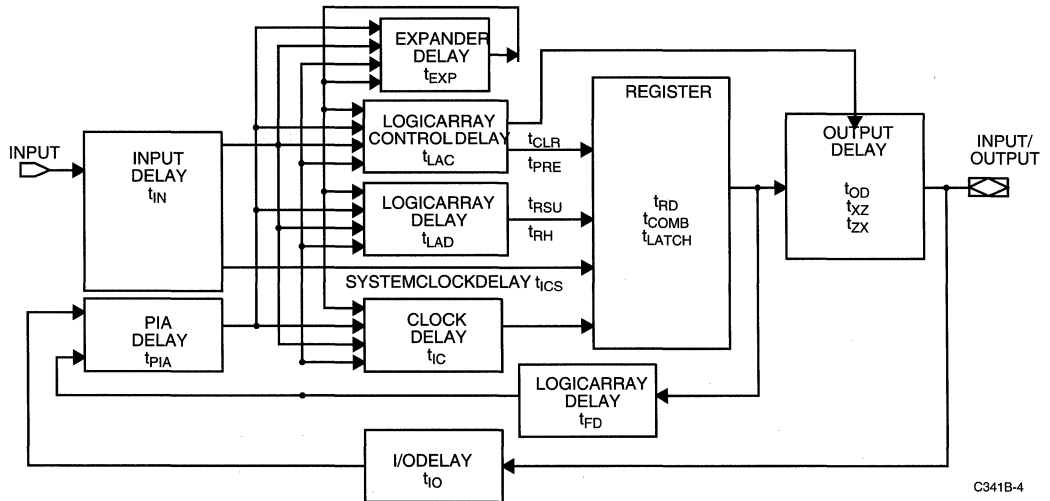 INPUT
INPUT
DELAY
tIN
EXPANDER
DELAY
tEXP
LOGICARRAY
CONTROLDELAY
tLAC
tCLR
tPRE
LOGICARRAY
DELAY
tLAD
tRSU
tRH
SYSTEMCLOCKDELAY tICS
CLOCK
DELAY
tIC
REGISTER
tRD
tCOMB
tLATCH
OUTPUT
DELAY
tOD
tXZ
tZX
INPUT/
OUTPUT
PIA
DELAY
tPIA
LOGICARRAY
DELAY
tFD
I/ODELAY
tIO
C341B-4